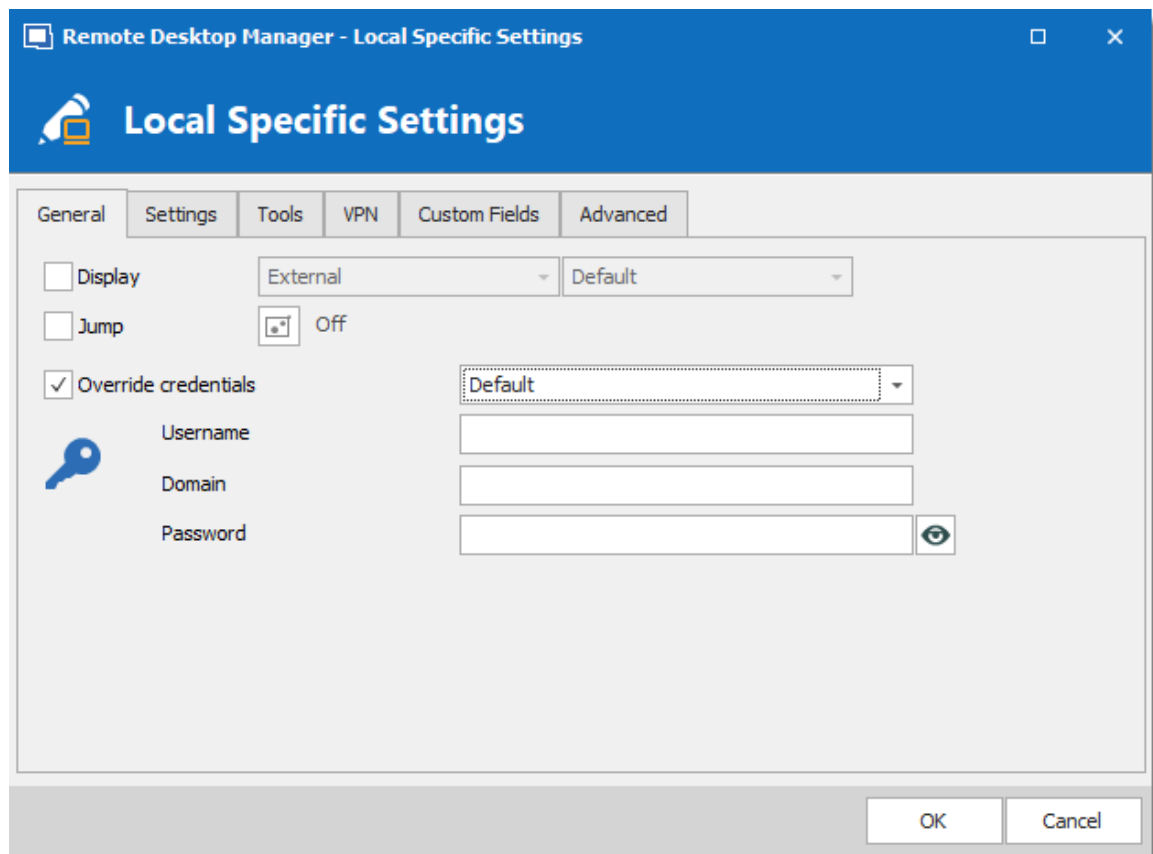 Remote Desktop Manager - Local Specific Settings
Local Specific Settings
General Settings Tools VPN Custom Fields Advanced
Display External Default
Jump Off
Override credentials Default
Username
Domain
Password
OK Cancel